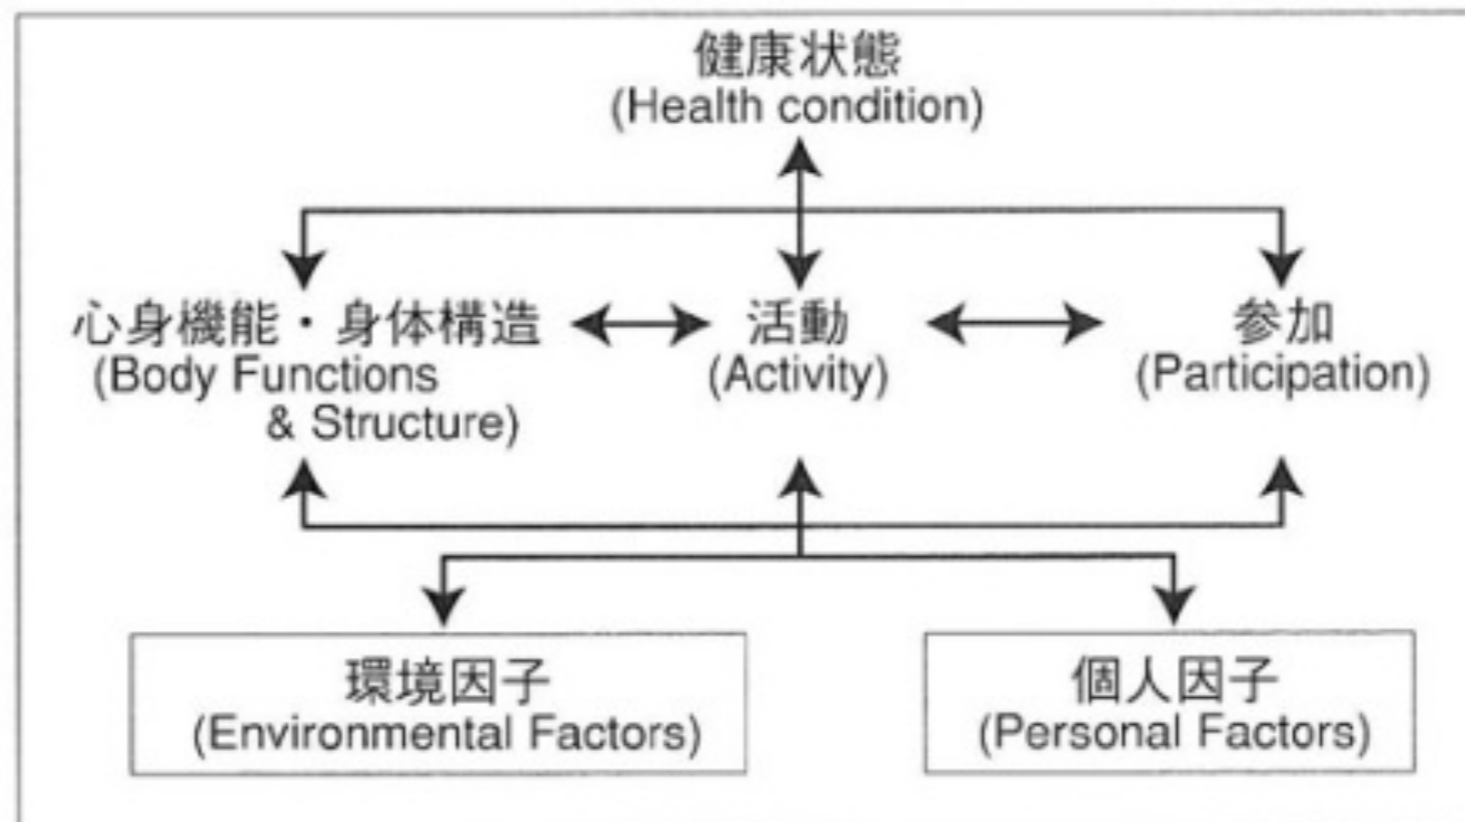 健康状態
(Health condition)
心身機能・身体構造
(Body Functions
& Structure)
活動
(Activity)
参加
(Participation)
環境因子
(Environmental Factors)
個人因子
(Personal Factors)